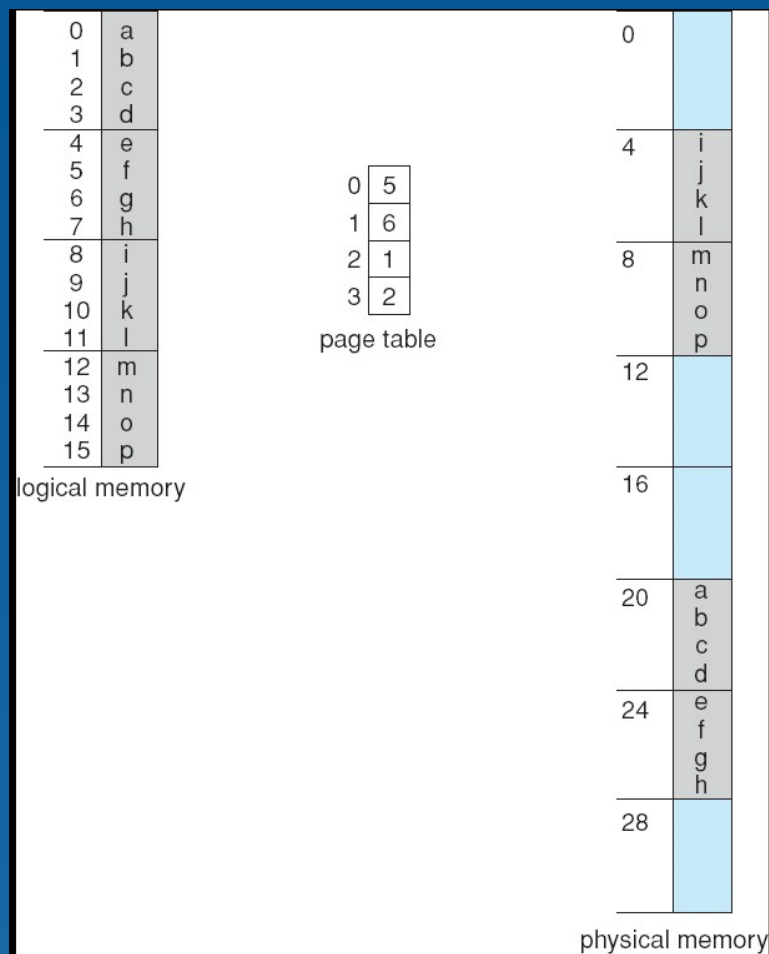 0 a
1 b
2 c
3 d
4 e
5 f
6 g
7 h
8 i
9 j
10 k
11 l
12 m
13 n
14 o
15 p
logical memory
0 5
1 6
2 1
3 2
page table
0
4 i
j
k
l
8 m
n
o
p
12
16
20 a
b
c
d
24 e
f
g
h
28
physical memory